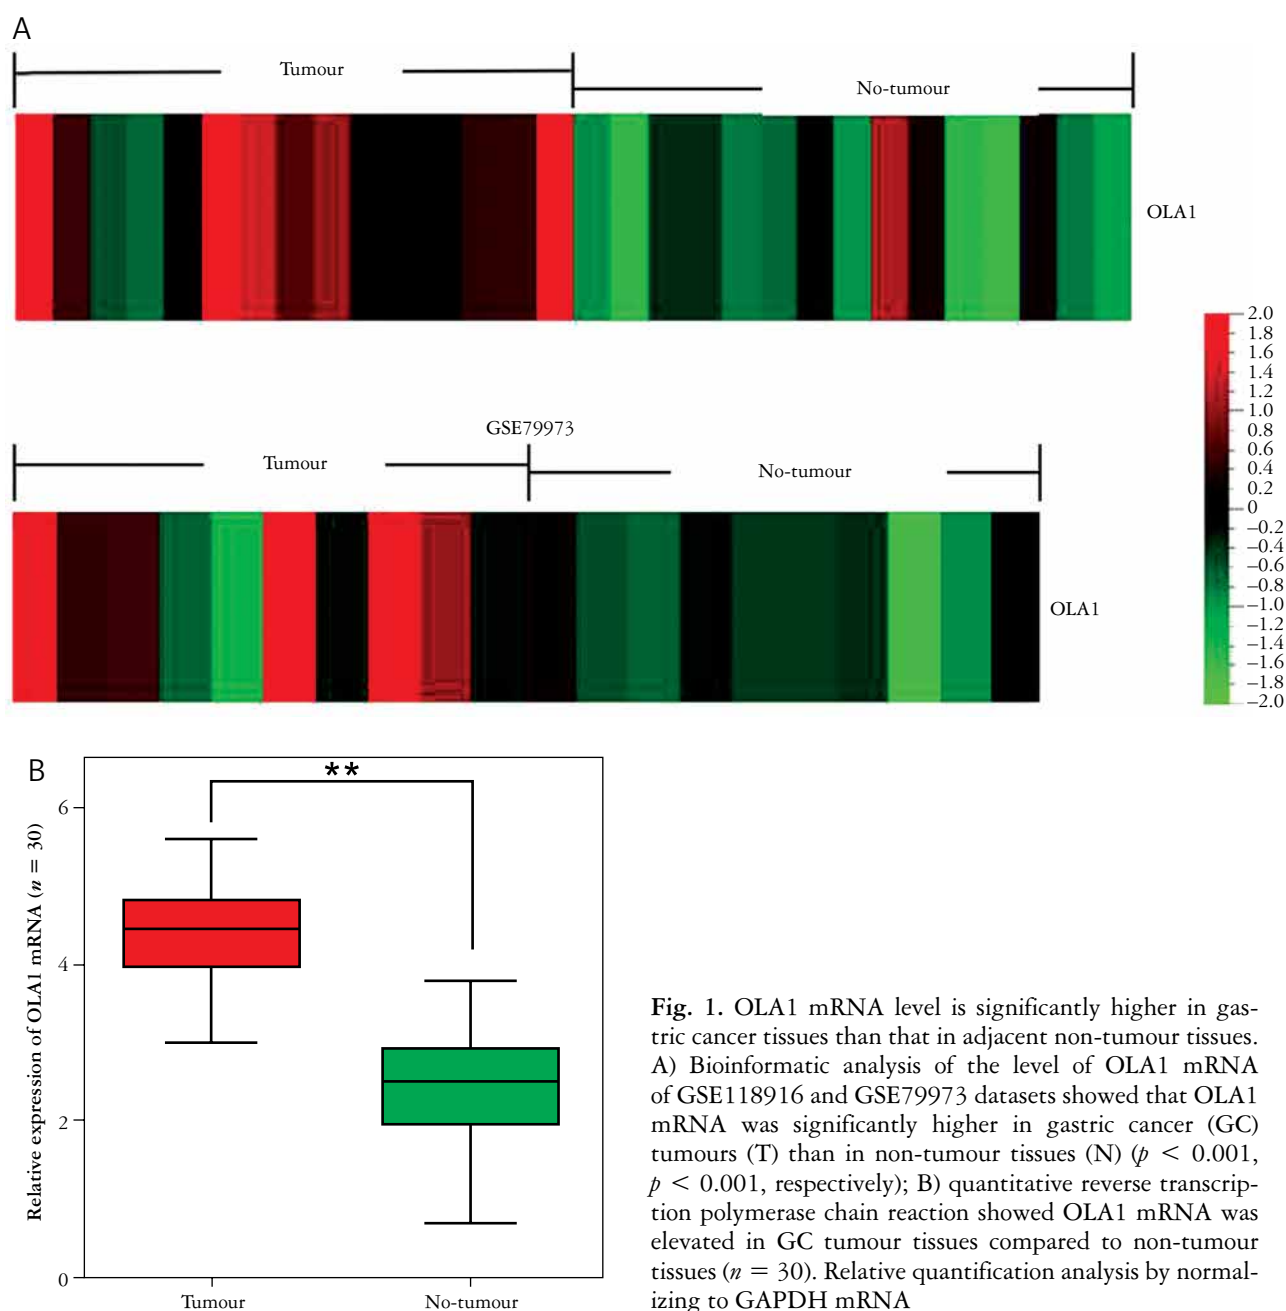 A
Tumour
No-tumour
OLA1
2.0
1.8
1.6
1.4
1.2
1.0
0.8
0.6
0.4
0.2
0
−0.2
−0.4
−0.6
−0.8
−1.0
−1.2
−1.4
−1.6
−1.8
−2.0
GSE79973
Tumour
No-tumour
OLA1
B
**
Relative expression of OLA1 mRNA (n = 30)
6
4
2
0
Tumour
No-tumour
Fig. 1. OLA1 mRNA level is significantly higher in gas-
tric cancer tissues than that in adjacent non-tumour tissues.
A) Bioinformatic analysis of the level of OLA1 mRNA
of GSE118916 and GSE79973 datasets showed that OLA1
mRNA was significantly higher in gastric cancer (GC)
tumours (T) than in non-tumour tissues (N) (p < 0.001,
p < 0.001, respectively); B) quantitative reverse transcrip-
tion polymerase chain reaction showed OLA1 mRNA was
elevated in GC tumour tissues compared to non-tumour
tissues (n = 30). Relative quantification analysis by normal-
izing to GAPDH mRNA